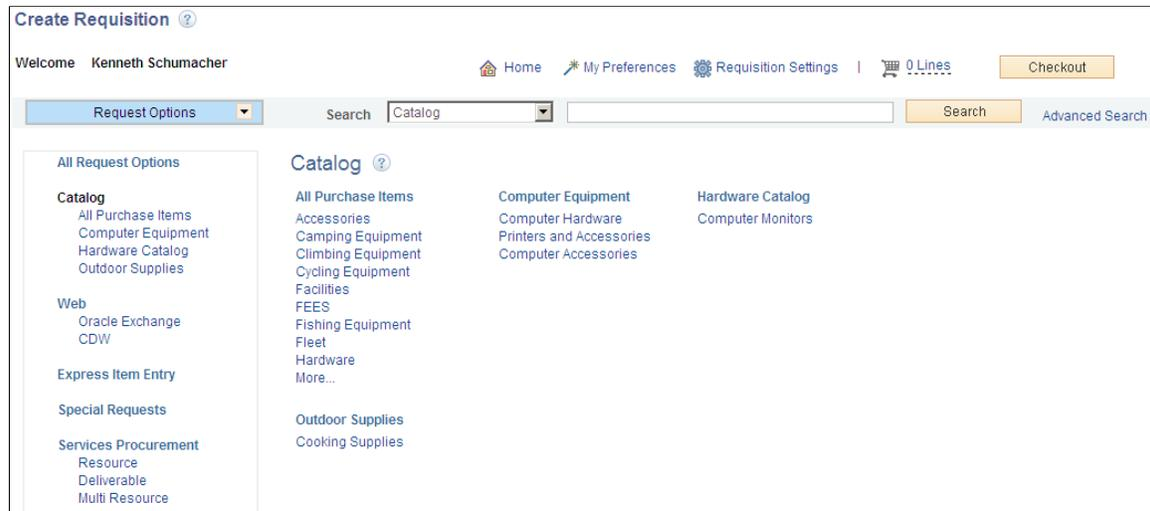 Create Requisition ?
Welcome Kenneth Schumacher
Home My Preferences Requisition Settings | 0 Lines Checkout
Request Options Search Catalog Search Advanced Search
All Request Options
Catalog
All Purchase Items
Computer Equipment
Hardware Catalog
Outdoor Supplies
Web
Oracle Exchange
CDW
Express Item Entry
Special Requests
Services Procurement
Resource
Deliverable
Multi Resource
Catalog ?
All Purchase Items
Accessories
Camping Equipment
Climbing Equipment
Cycling Equipment
Facilities
FEES
Fishing Equipment
Fleet
Hardware
More...
Computer Equipment
Computer Hardware
Printers and Accessories
Computer Accessories
Hardware Catalog
Computer Monitors
Outdoor Supplies
Cooking Supplies